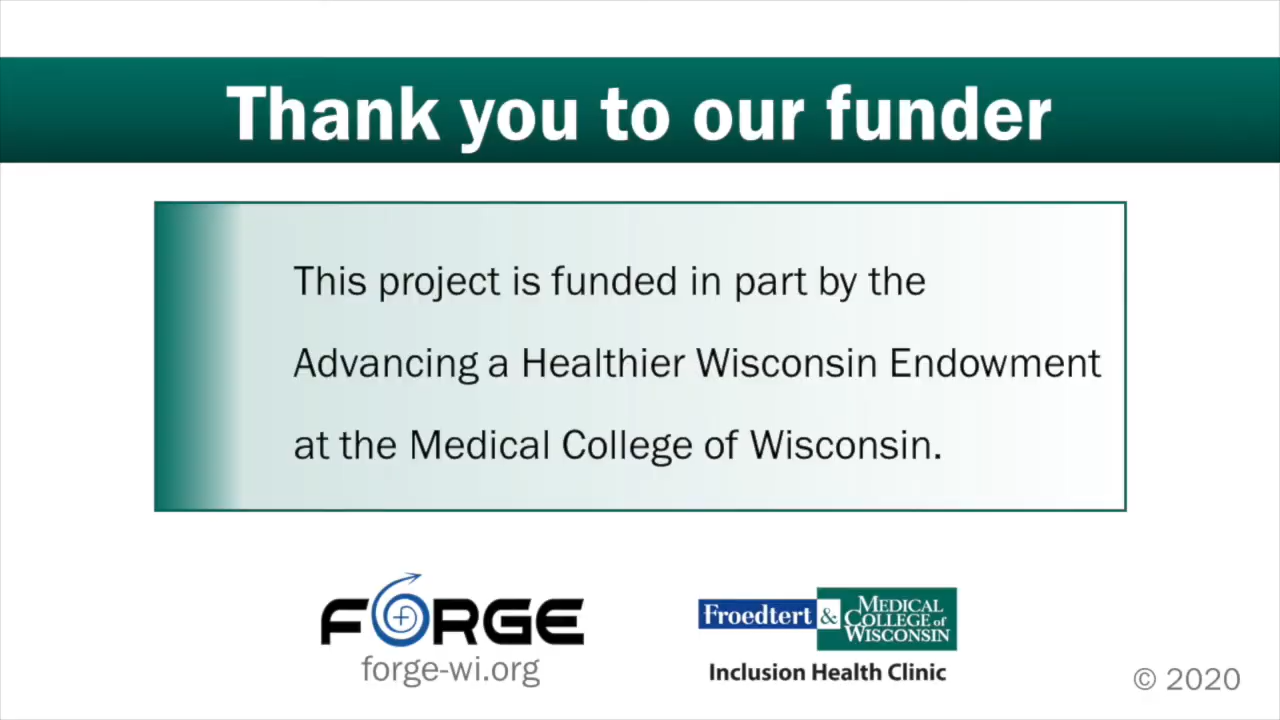 Thank you to our funder
This project is funded in part by the
Advancing a Healthier Wisconsin Endowment
at the Medical College of Wisconsin.
FORGE
forge-wi.org
Froedtert & MEDICAL
COLLEGE of
WISCONSIN
Inclusion Health Clinic
© 2020